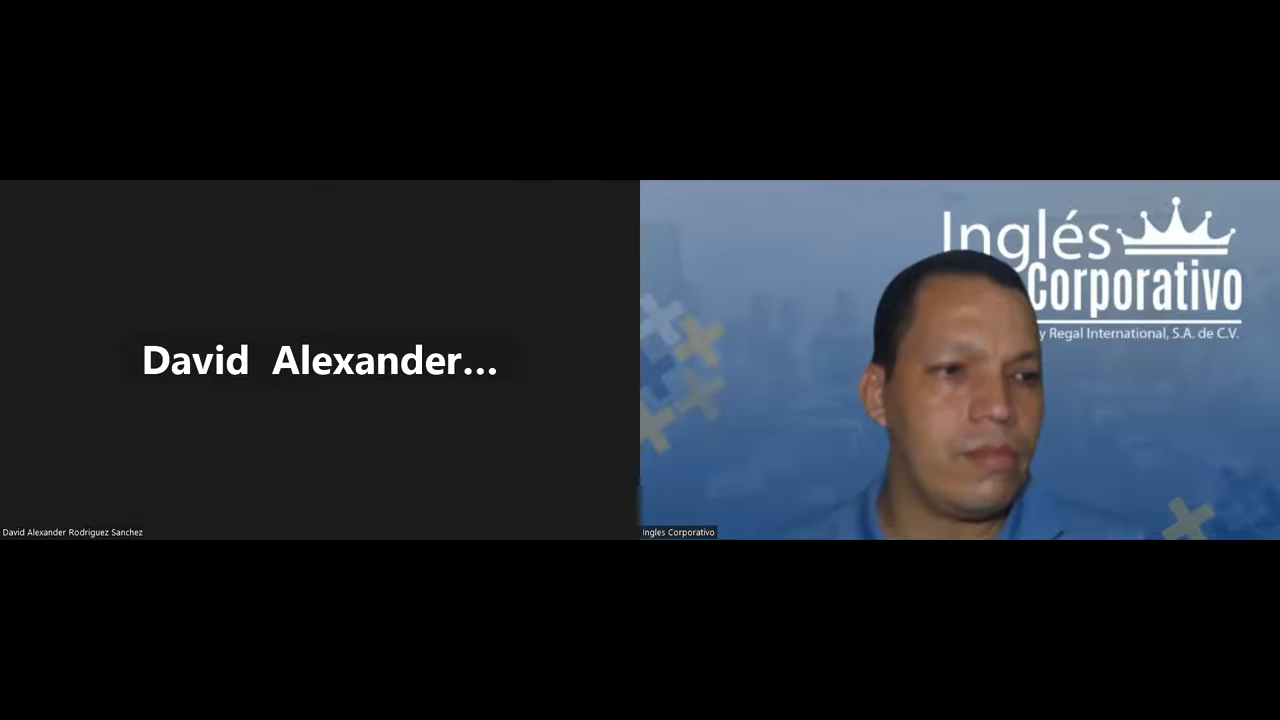 David Alexander...
David Alexander Rodriguez Sanchez
Inglés
Corporativo
y Regal International, S.A. de C.V.
Ingles Corporativo